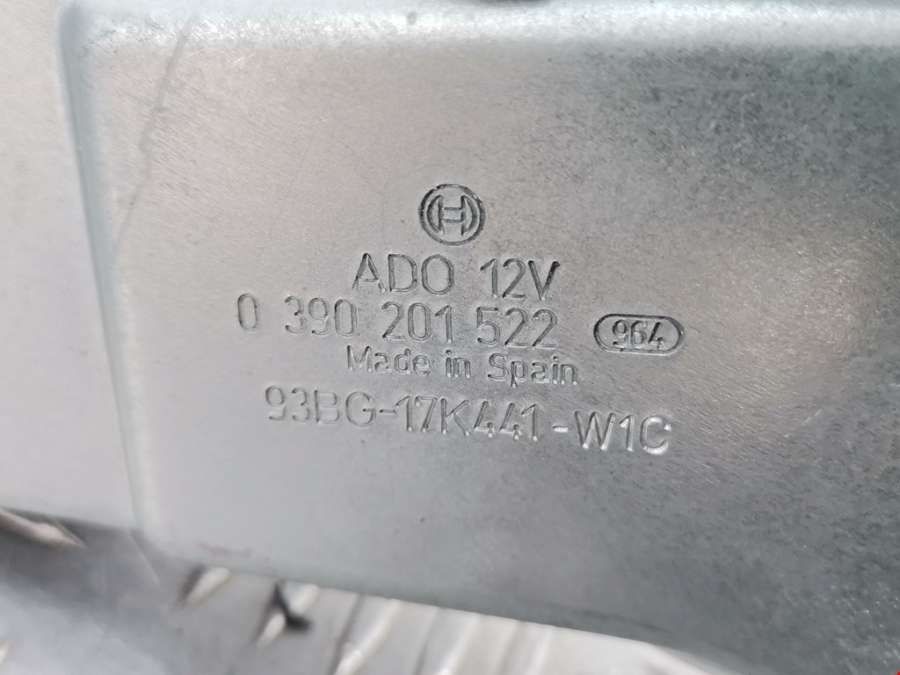 ADO 12V
0 390 201 522 964
Made in Spain
93BG-17K441-W1C